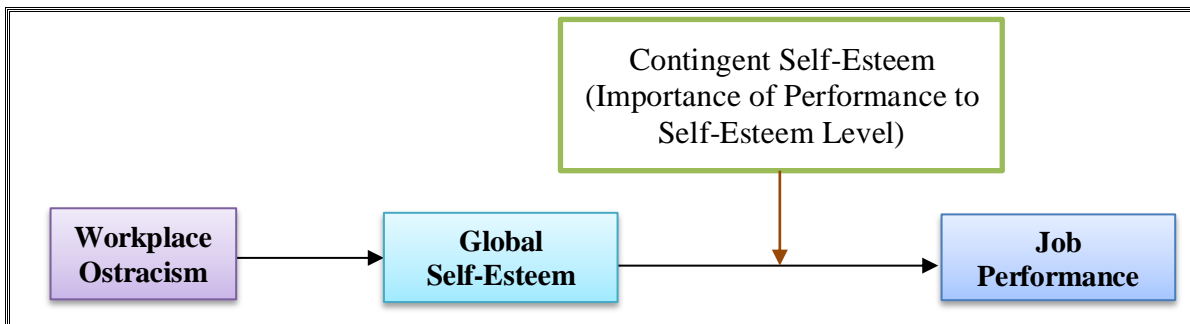 Contingent Self-Esteem
(Importance of Performance to
Self-Esteem Level)
Workplace
Ostracism
Global
Self-Esteem
Job
Performance